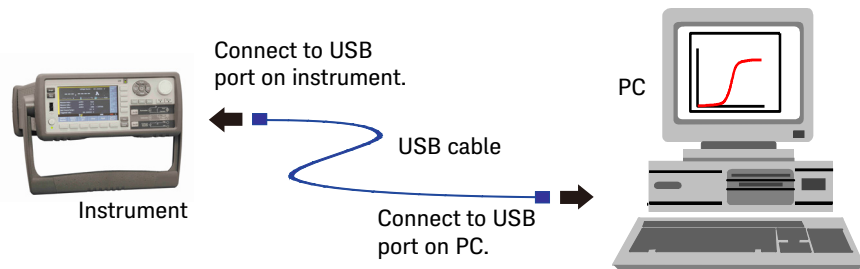 Connect to USB
port on instrument.
PC
USB cable
Instrument
Connect to USB
port on PC.